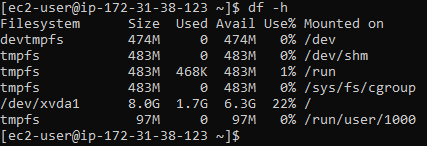 [ec2-user@ip-172-31-38-123 ~]$ df -h
Filesystem      Size  Used Avail Use% Mounted on
devtmpfs        474M     0  474M   0% /dev
tmpfs           483M     0  483M   0% /dev/shm
tmpfs           483M  468K  483M   1% /run
tmpfs           483M     0  483M   0% /sys/fs/cgroup
/dev/xvda1      8.0G  1.7G  6.3G  22% /
tmpfs            97M     0   97M   0% /run/user/1000
[ec2-user@ip-172-31-38-123 ~]$